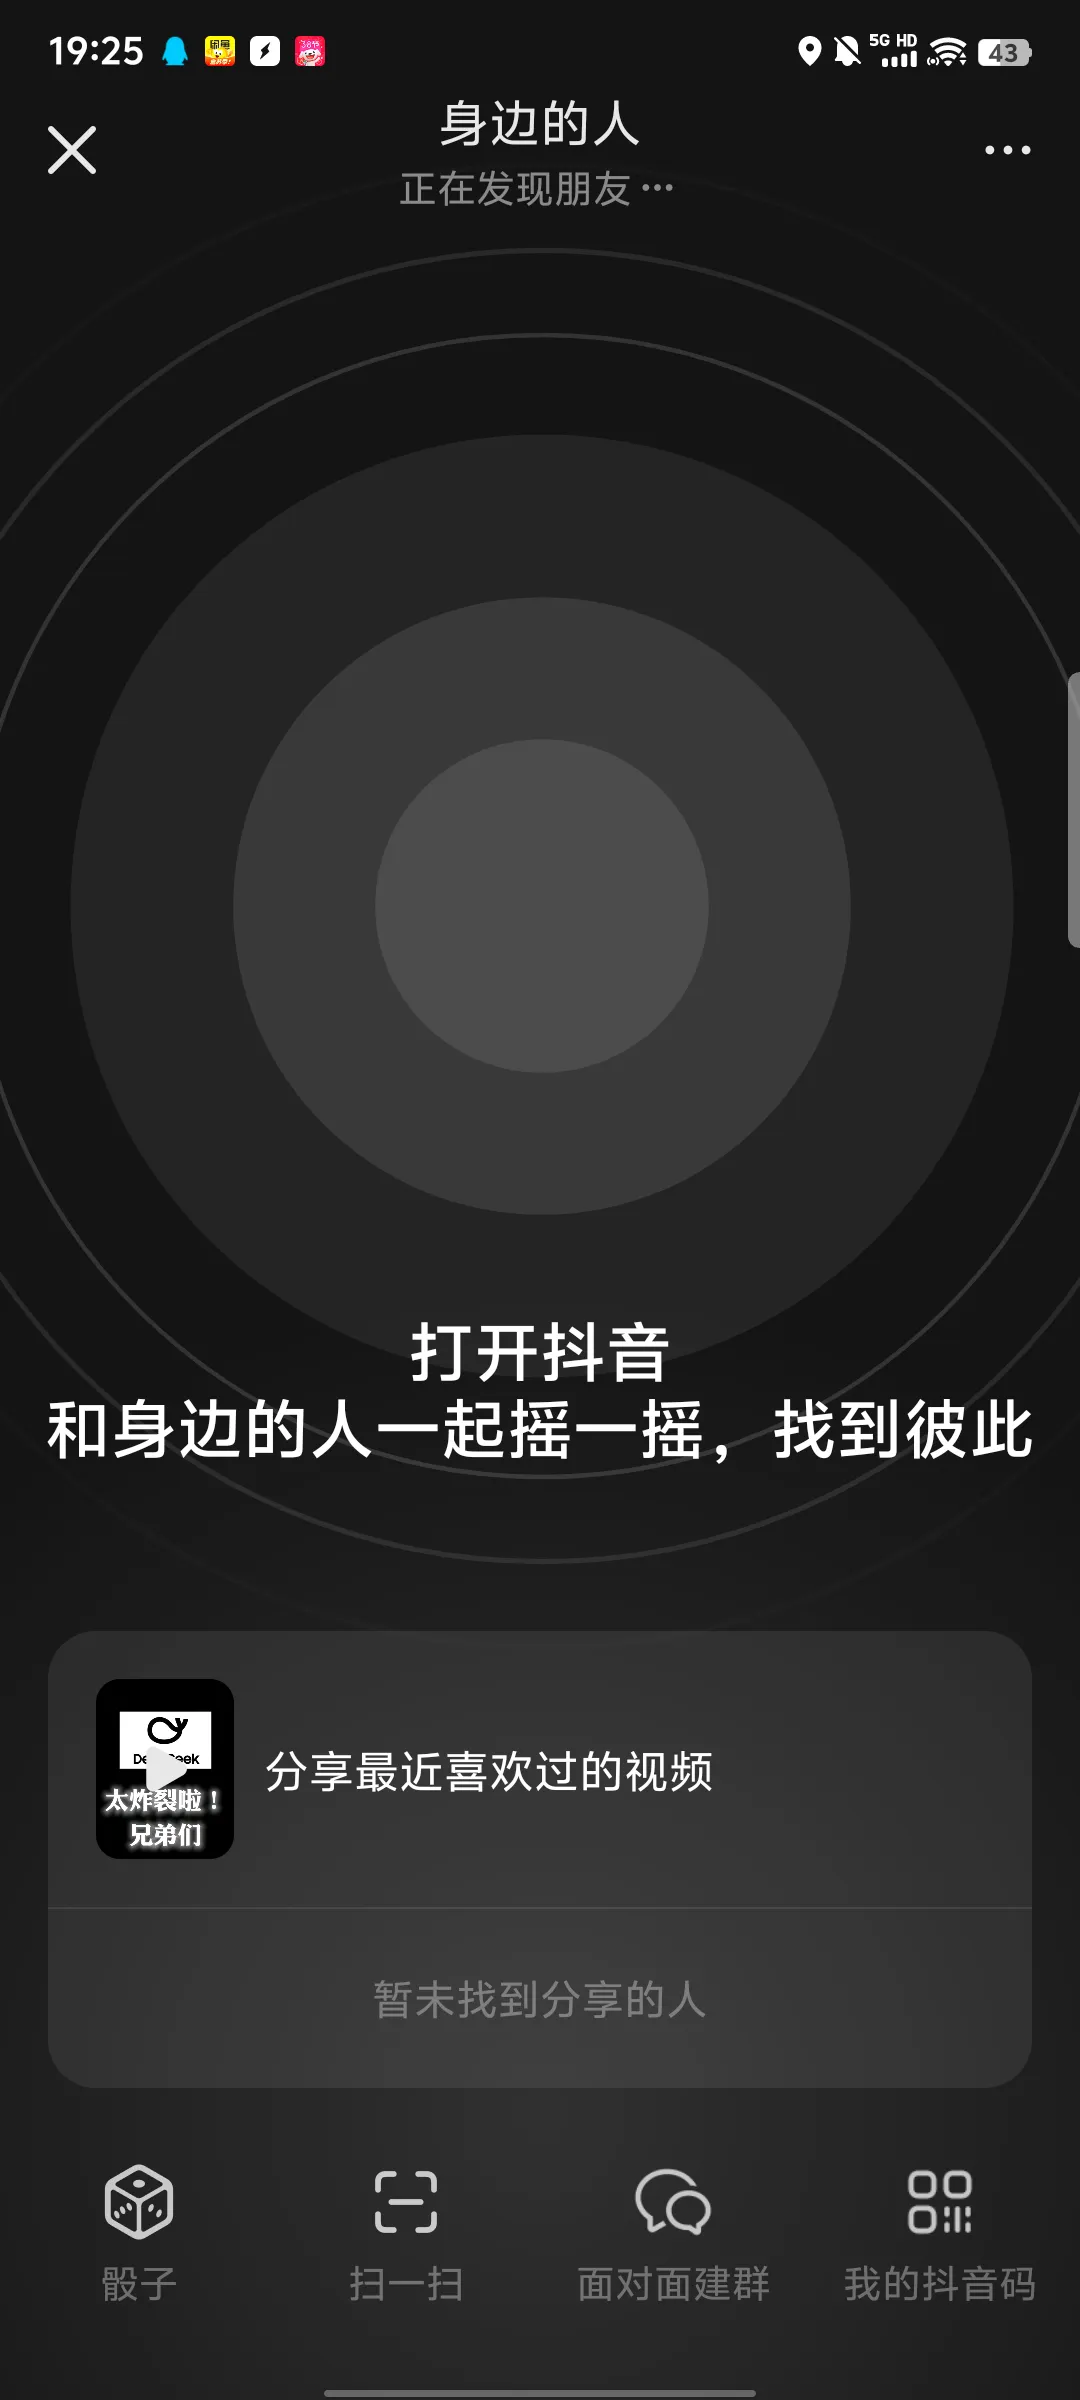 19:25
5G HD
43
身边的人
正在发现朋友 •••
打开抖音
和身边的人一起摇一摇，找到彼此
太炸裂啦！
兄弟们
分享最近喜欢过的视频
暂未找到分享的人
骰子
扫一扫
面对面建群
我的抖音码